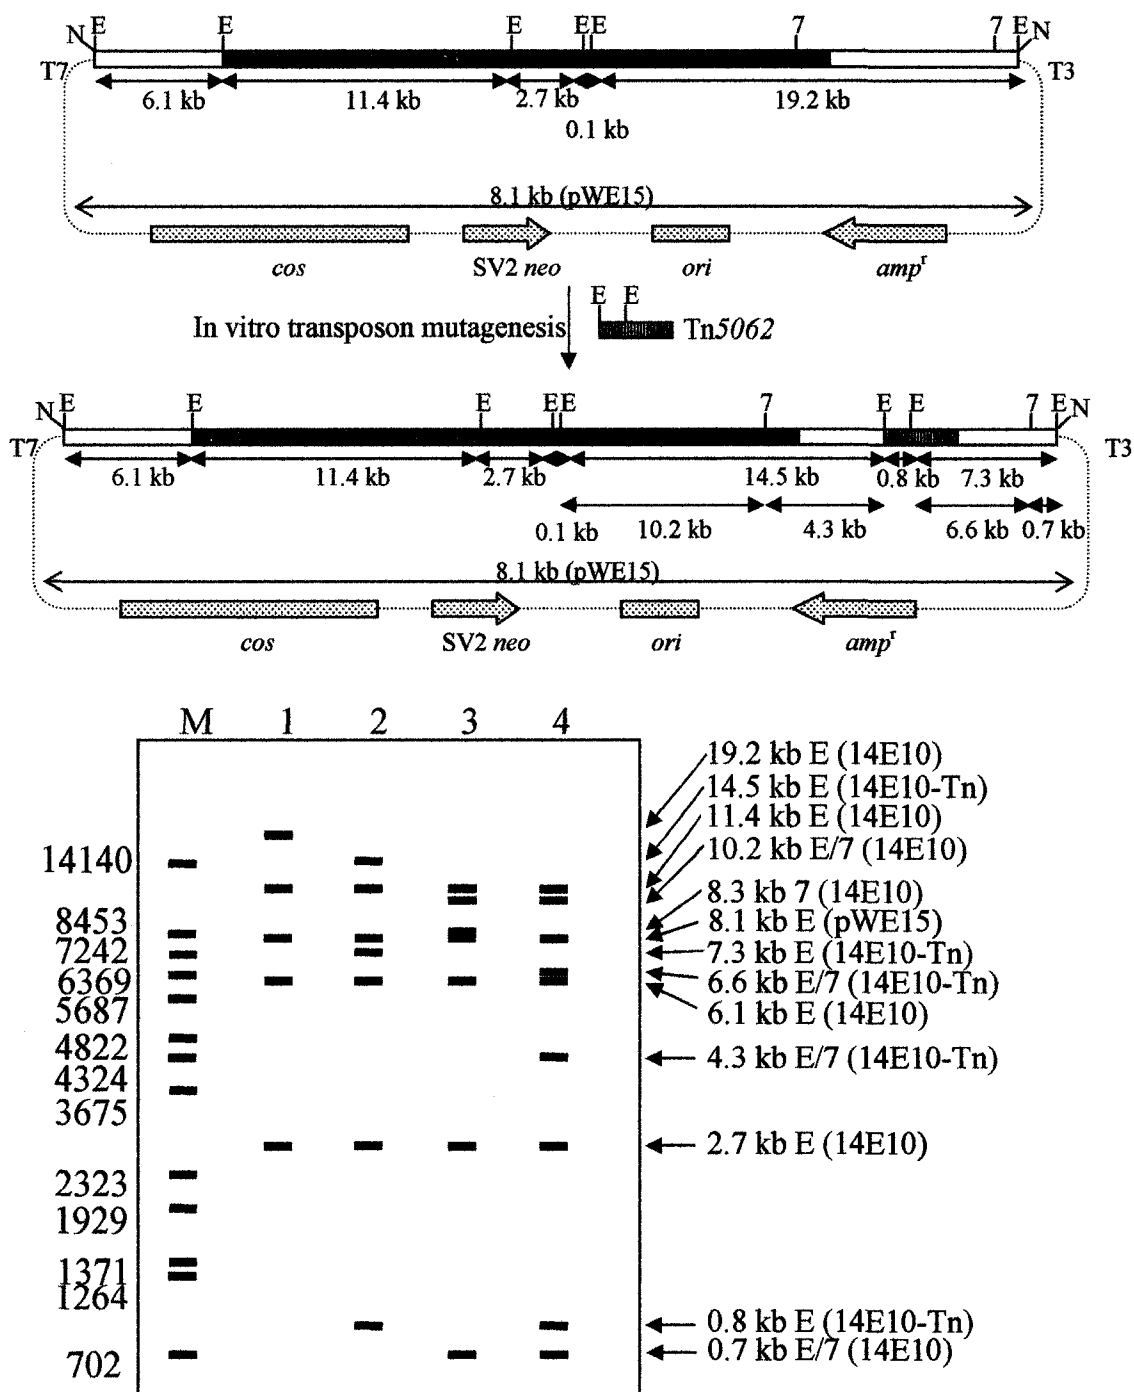 N E E E E E 7 7 E N
T7 T3
6.1 kb 11.4 kb 2.7 kb 19.2 kb
0.1 kb
8.1 kb (pWE15)
cos SV2 neo ori ampʳ
E E
In vitro transposon mutagenesis Tn5062
N E E E E E 7 E E 7 E N
T7 T3
6.1 kb 11.4 kb 2.7 kb 14.5 kb 0.8 kb 7.3 kb
0.1 kb 10.2 kb 4.3 kb 6.6 kb 0.7 kb
8.1 kb (pWE15)
cos SV2 neo ori ampʳ
M 1 2 3 4
14140
8453
7242
6369
5687
4822
4324
3675
2323
1929
1371
1264
702
19.2 kb E (14E10)
14.5 kb E (14E10-Tn)
11.4 kb E (14E10)
10.2 kb E/7 (14E10)
8.3 kb 7 (14E10)
8.1 kb E (pWE15)
7.3 kb E (14E10-Tn)
6.6 kb E/7 (14E10-Tn)
6.1 kb E (14E10)
4.3 kb E/7 (14E10-Tn)
2.7 kb E (14E10)
0.8 kb E (14E10-Tn)
0.7 kb E/7 (14E10)